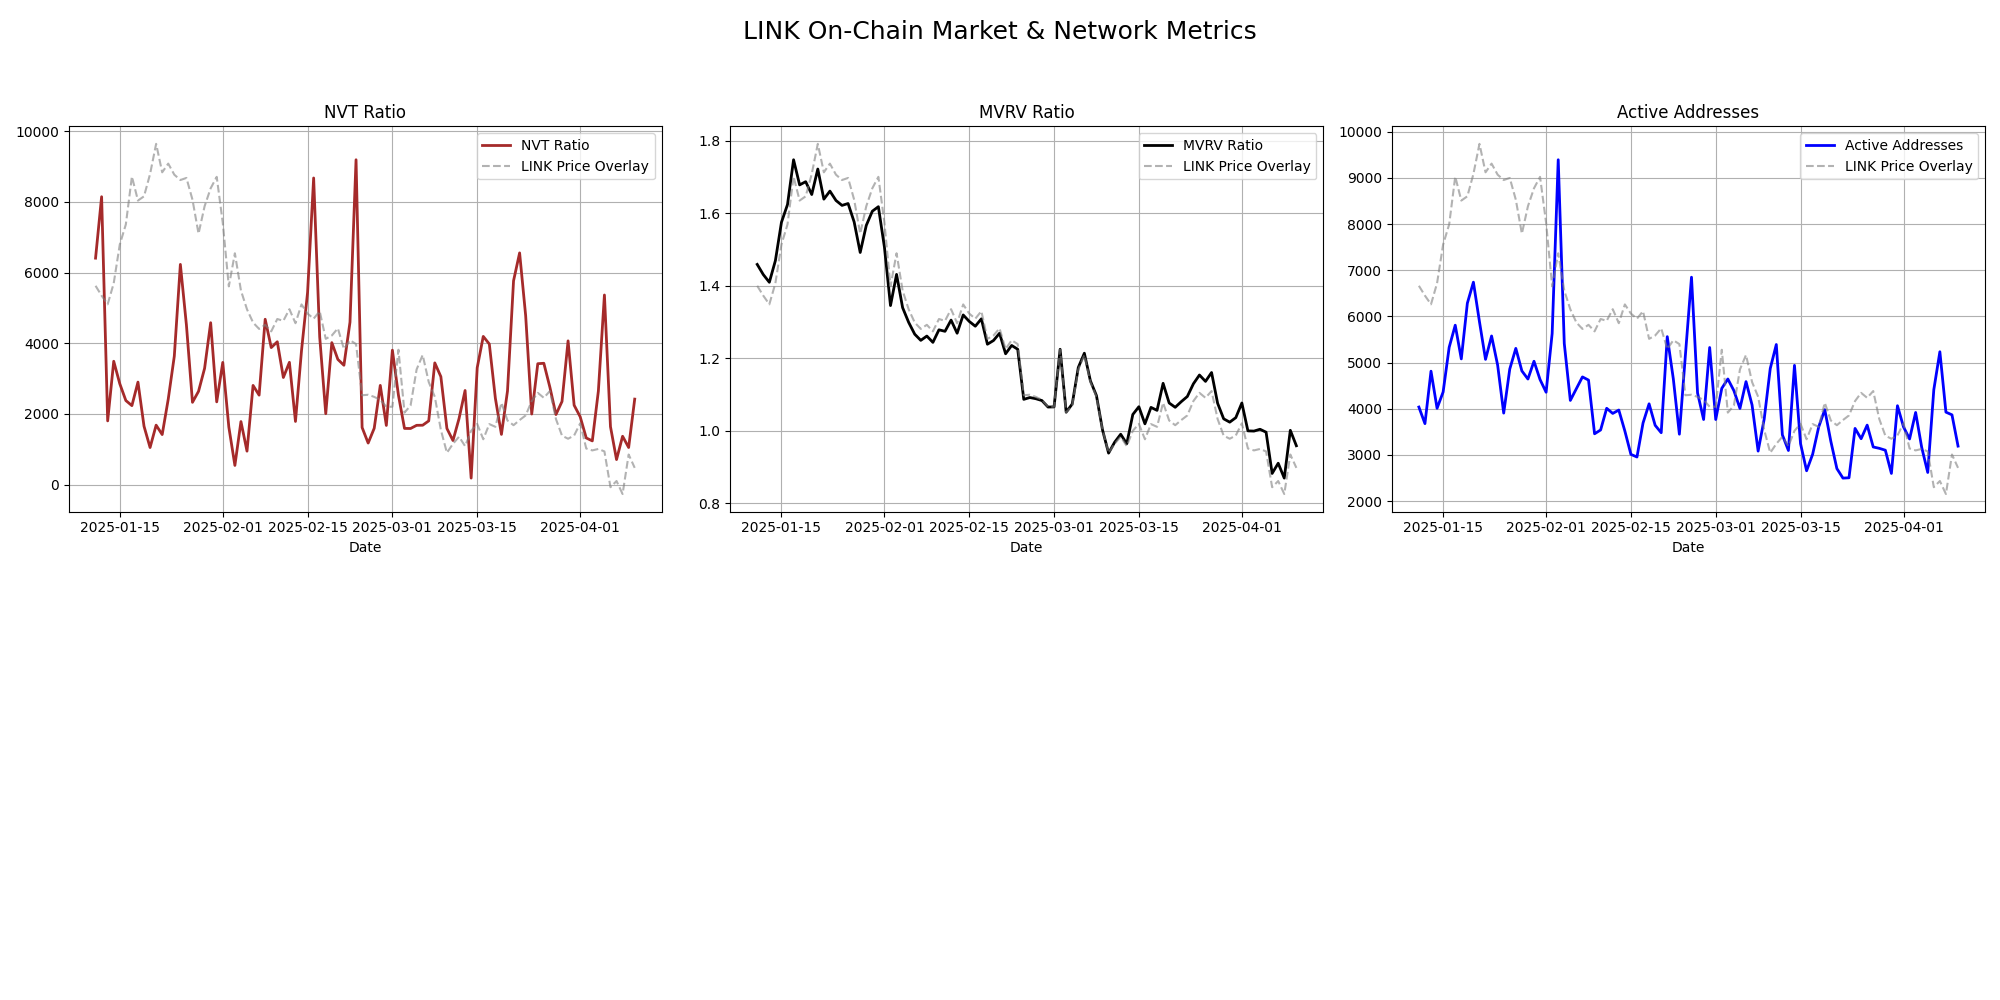 LINK On-Chain Market & Network Metrics
NVT Ratio
10000
8000
6000
4000
2000
0
NVT Ratio
LINK Price Overlay
2025-01-15 2025-02-01 2025-02-15 2025-03-01 2025-03-15 2025-04-01
Date
MVRV Ratio
1.8
1.6
1.4
1.2
1.0
0.8
MVRV Ratio
LINK Price Overlay
2025-01-15 2025-02-01 2025-02-15 2025-03-01 2025-03-15 2025-04-01
Date
Active Addresses
10000
9000
8000
7000
6000
5000
4000
3000
2000
Active Addresses
LINK Price Overlay
2025-01-15 2025-02-01 2025-02-15 2025-03-01 2025-03-15 2025-04-01
Date